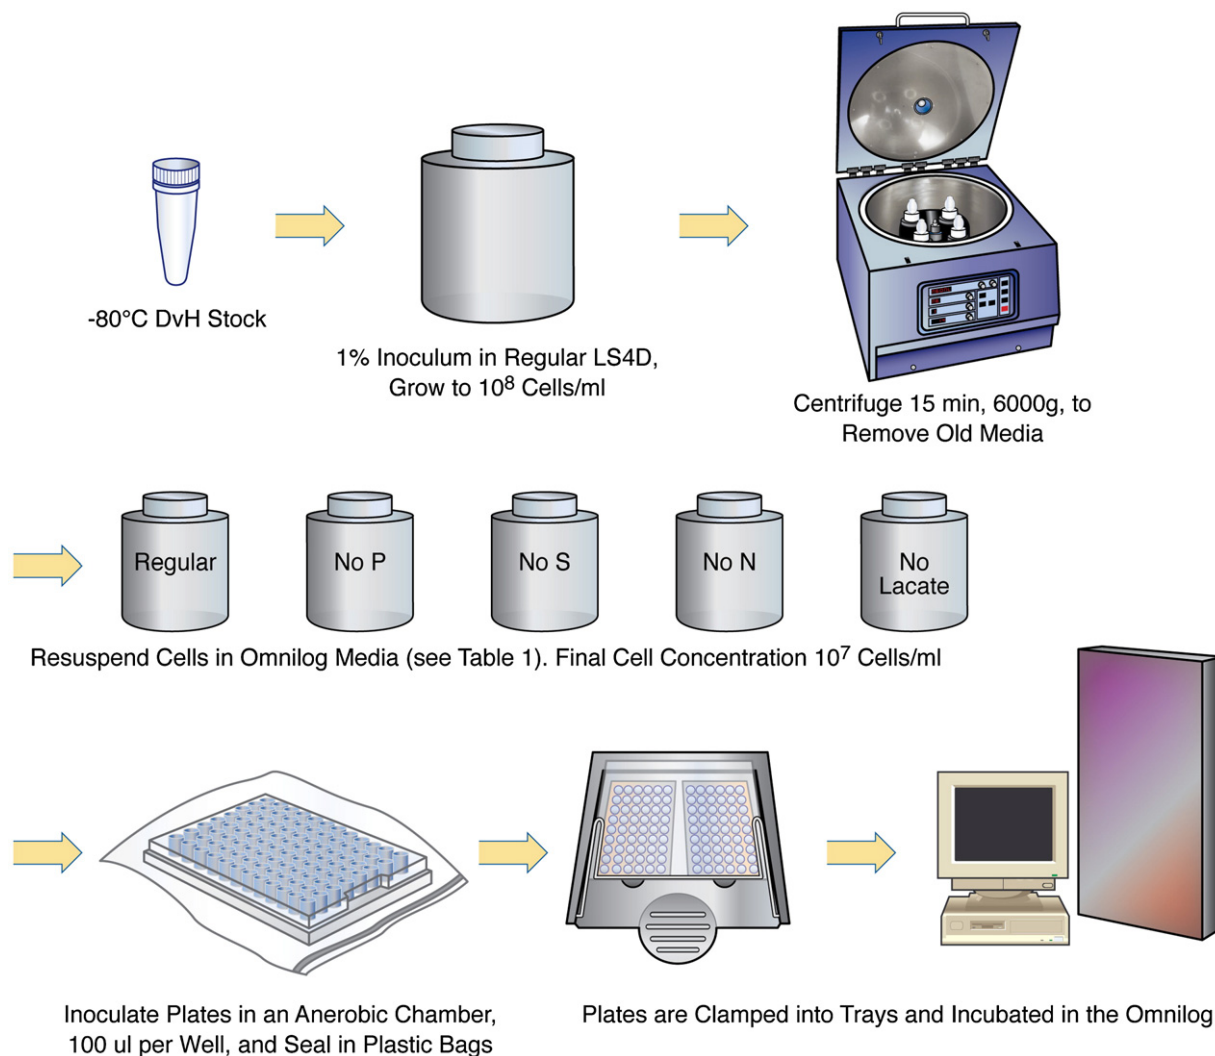 -80°C DvH Stock
1% Inoculum in Regular LS4D,
Grow to 10⁸ Cells/ml
Centrifuge 15 min, 6000g, to
Remove Old Media
Regular
No P
No S
No N
No
Lacate
Resuspend Cells in Omnilog Media (see Table 1). Final Cell Concentration 10⁷ Cells/ml
Inoculate Plates in an Anerobic Chamber,
100 ul per Well, and Seal in Plastic Bags
Plates are Clamped into Trays and Incubated in the Omnilog